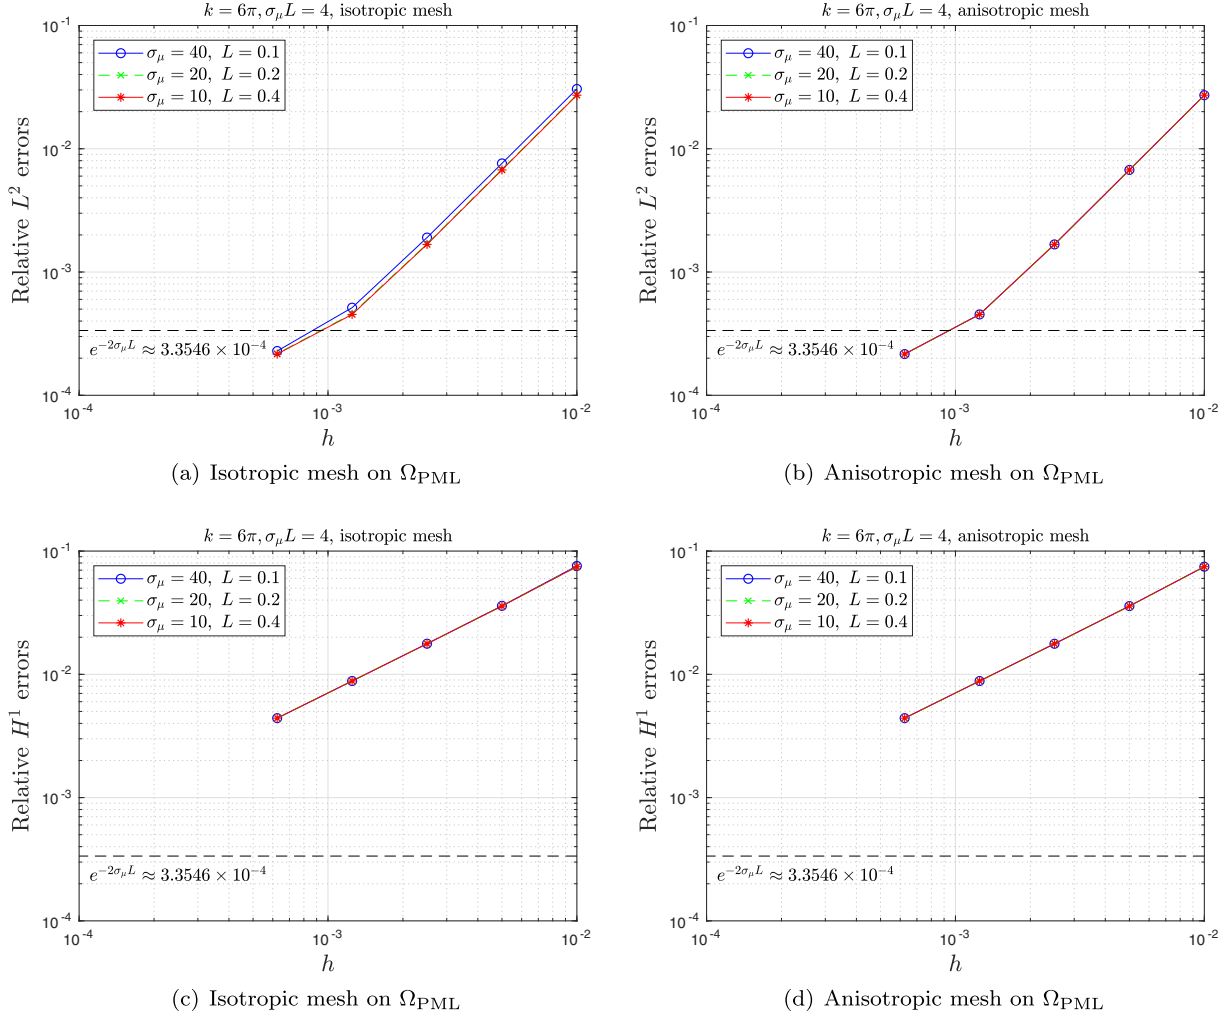 k = 6π, σ_μL = 4, isotropic mesh
10^-1
σ_μ = 40, L = 0.1
σ_μ = 20, L = 0.2
σ_μ = 10, L = 0.4
Relative L^2 errors
10^-2
10^-3
e^{-2σ_μL} ≈ 3.3546 × 10^-4
10^-4
10^-4 10^-3 10^-2
h
(a) Isotropic mesh on Ω_PML
k = 6π, σ_μL = 4, anisotropic mesh
10^-1
σ_μ = 40, L = 0.1
σ_μ = 20, L = 0.2
σ_μ = 10, L = 0.4
Relative L^2 errors
10^-2
10^-3
e^{-2σ_μL} ≈ 3.3546 × 10^-4
10^-4
10^-4 10^-3 10^-2
h
(b) Anisotropic mesh on Ω_PML
k = 6π, σ_μL = 4, isotropic mesh
10^-1
σ_μ = 40, L = 0.1
σ_μ = 20, L = 0.2
σ_μ = 10, L = 0.4
Relative H^1 errors
10^-2
10^-3
e^{-2σ_μL} ≈ 3.3546 × 10^-4
10^-4
10^-4 10^-3 10^-2
h
(c) Isotropic mesh on Ω_PML
k = 6π, σ_μL = 4, anisotropic mesh
10^-1
σ_μ = 40, L = 0.1
σ_μ = 20, L = 0.2
σ_μ = 10, L = 0.4
Relative H^1 errors
10^-2
10^-3
e^{-2σ_μL} ≈ 3.3546 × 10^-4
10^-4
10^-4 10^-3 10^-2
h
(d) Anisotropic mesh on Ω_PML